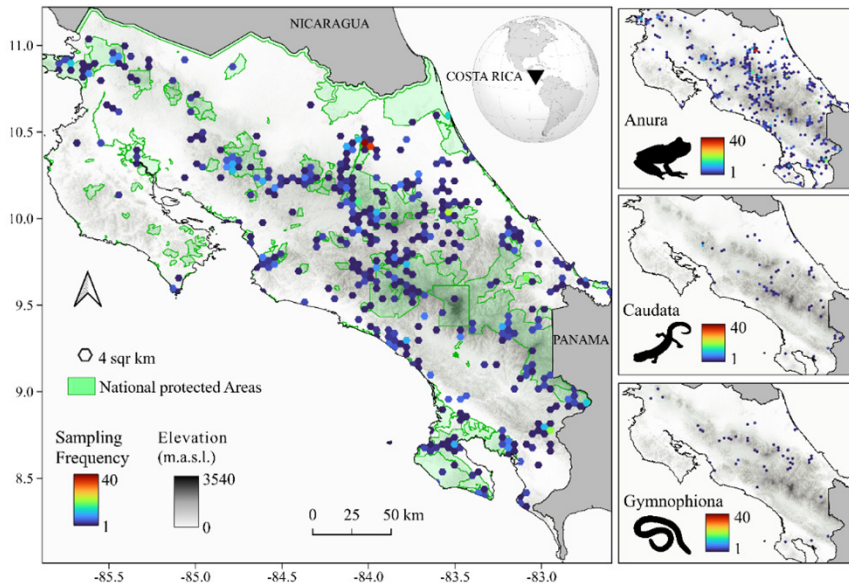 NICARAGUA
COSTA RICA
PANAMA
11.0
10.5
10.0
9.5
9.0
8.5
4 sqr km
National protected Areas
Sampling
Frequency
40
1
Elevation
(m.a.s.l.)
3540
0
0 25 50 km
-85.5 -85.0 -84.5 -84.0 -83.5 -83.0
Anura
40
1
Caudata
40
1
Gymnophiona
40
1